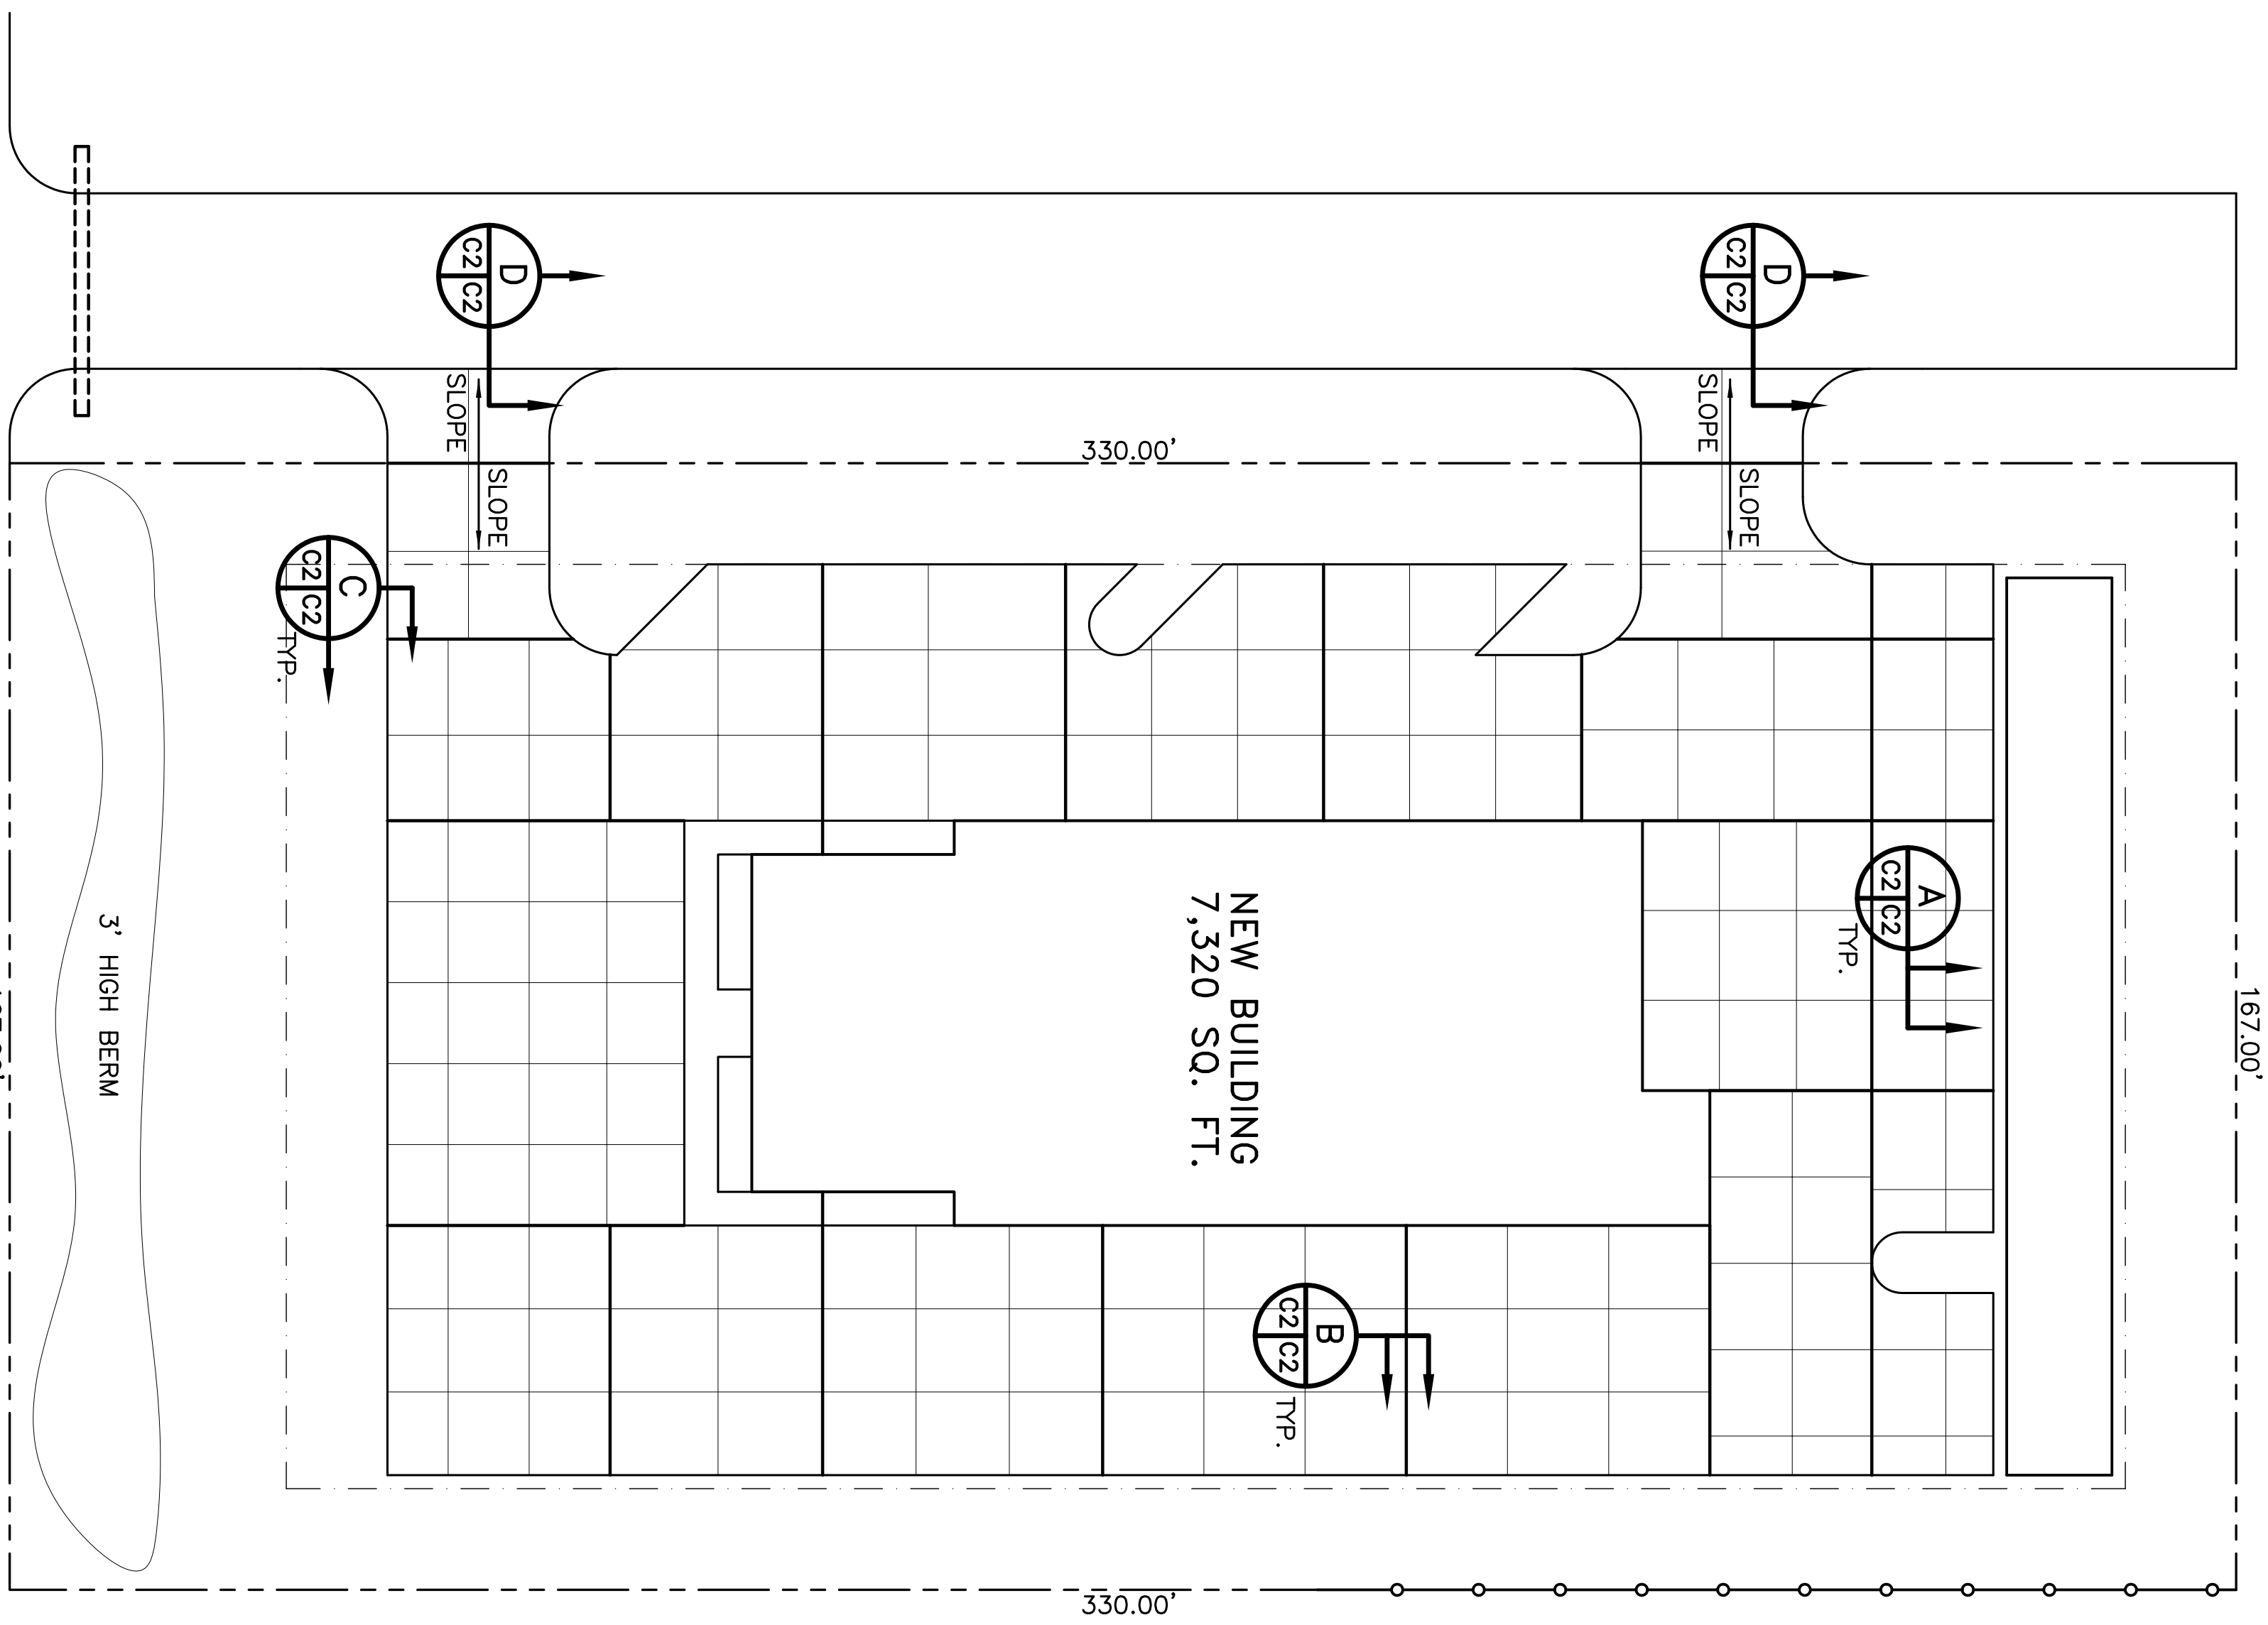 330.00'
167.00'
D
C2 C2
D
C2 C2
SLOPE
SLOPE
SLOPE
SLOPE
C
C2 C2
TYP.
A
C2 C2
TYP.
NEW BUILDING
7,320 SQ. FT.
3' HIGH BERM
B
C2 C2
TYP.
330.00'